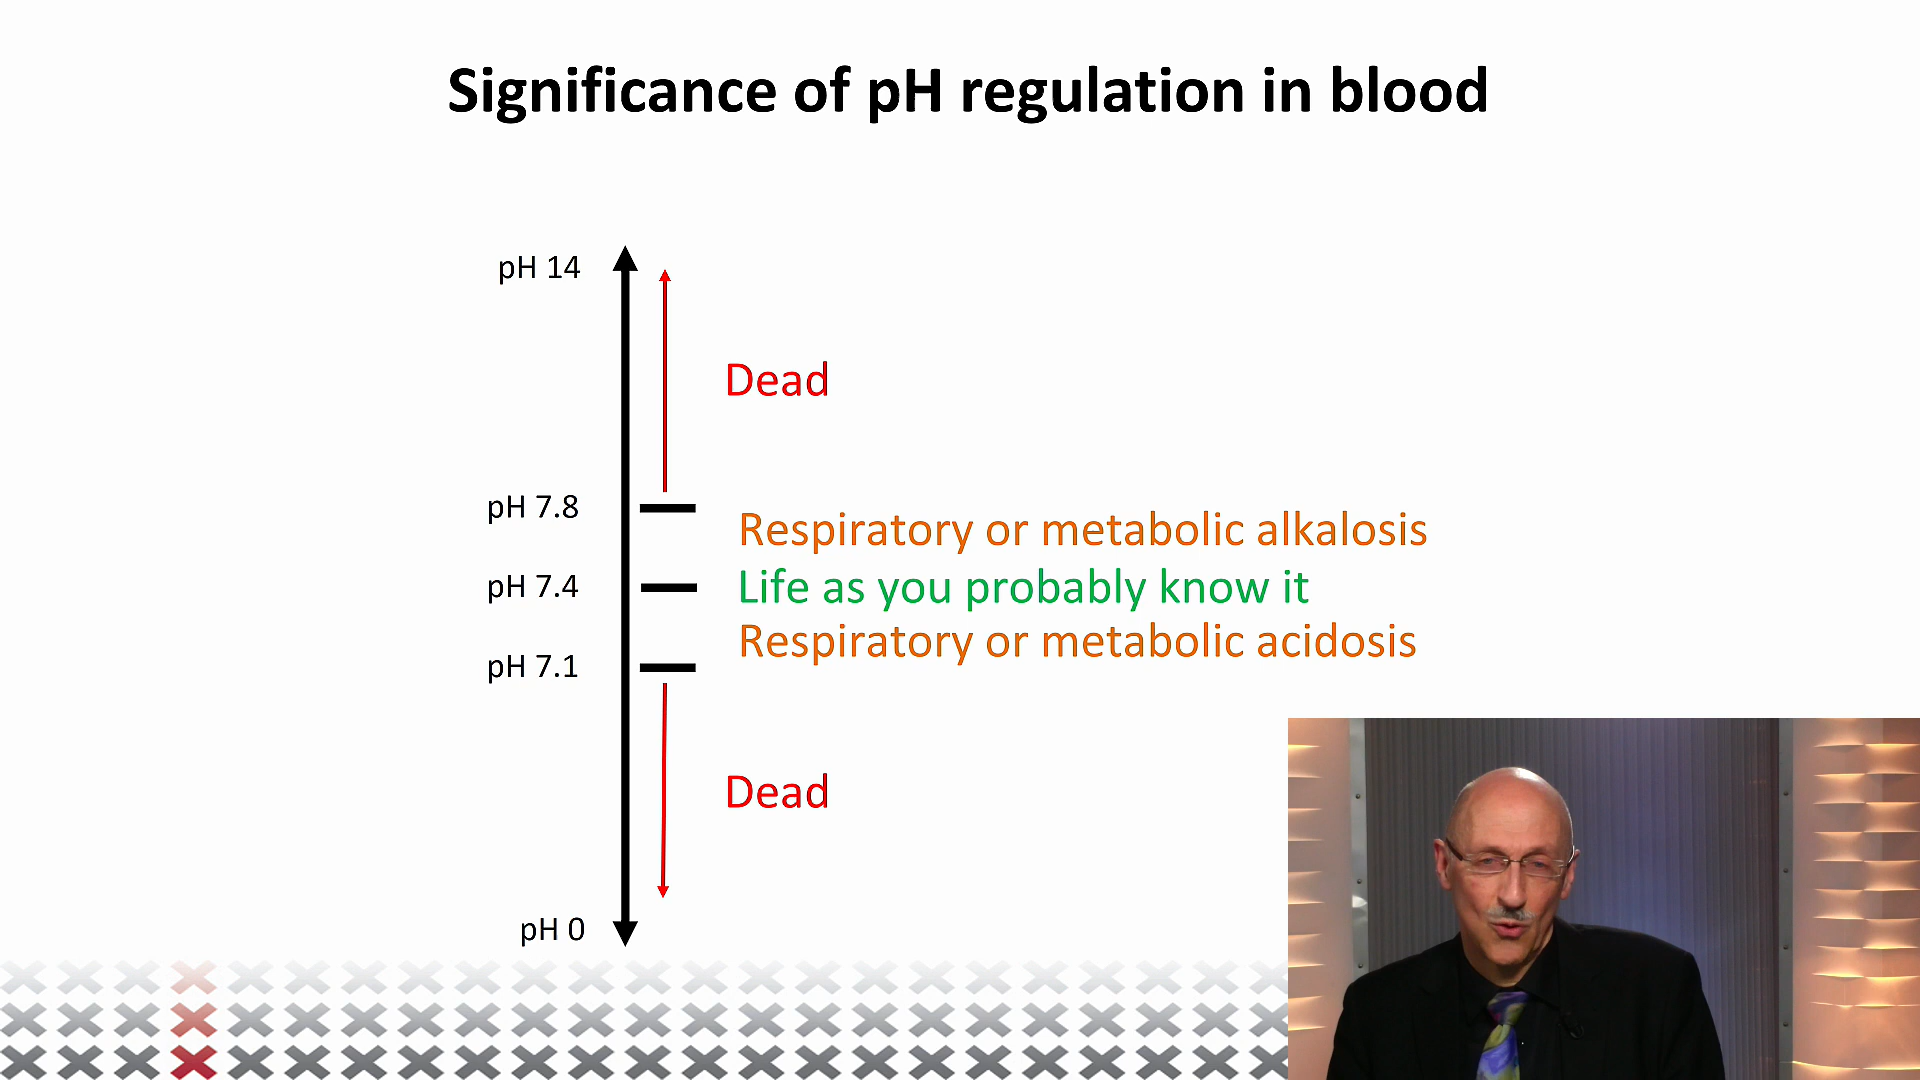 Significance of pH regulation in blood
pH 14
Dead
pH 7.8
Respiratory or metabolic alkalosis
pH 7.4
Life as you probably know it
Respiratory or metabolic acidosis
pH 7.1
Dead
pH 0